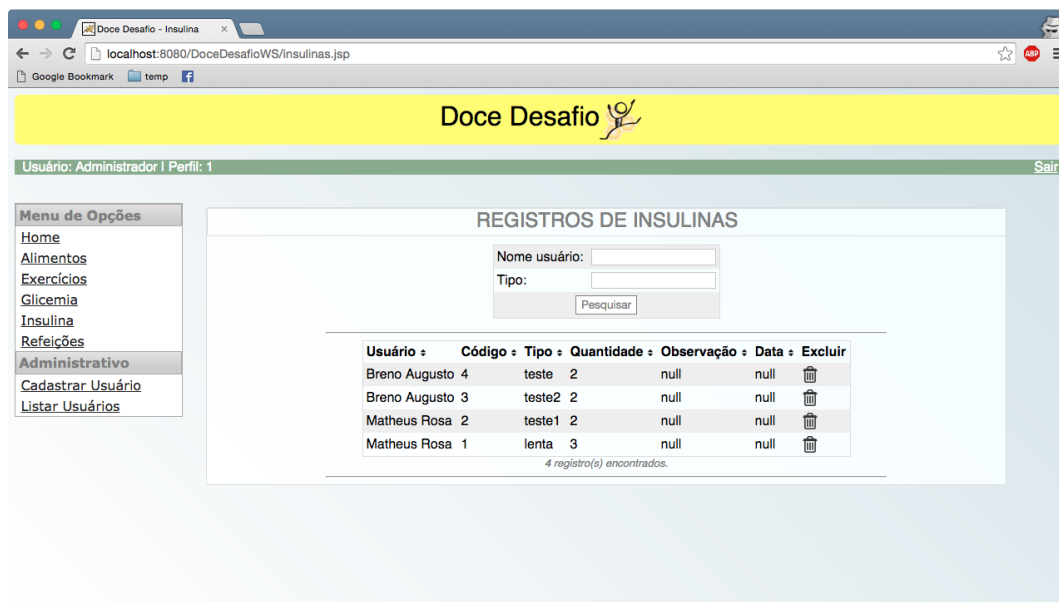 Doce Desafio - Insulina
localhost:8080/DoceDesafioWS/insulinas.jsp
ABP
Google Bookmark temp f
Doce Desafio
Usuário: Administrador | Perfil: 1 Sair
Menu de Opções
Home
Alimentos
Exercícios
Glicemia
Insulina
Refeições
Administrativo
Cadastrar Usuário
Listar Usuários
REGISTROS DE INSULINAS
Nome usuário:
Tipo:
Pesquisar
Usuário Código Tipo Quantidade Observação Data Excluir
Breno Augusto 4 teste 2 null null
Breno Augusto 3 teste2 2 null null
Matheus Rosa 2 teste1 2 null null
Matheus Rosa 1 lenta 3 null null
4 registro(s) encontrados.